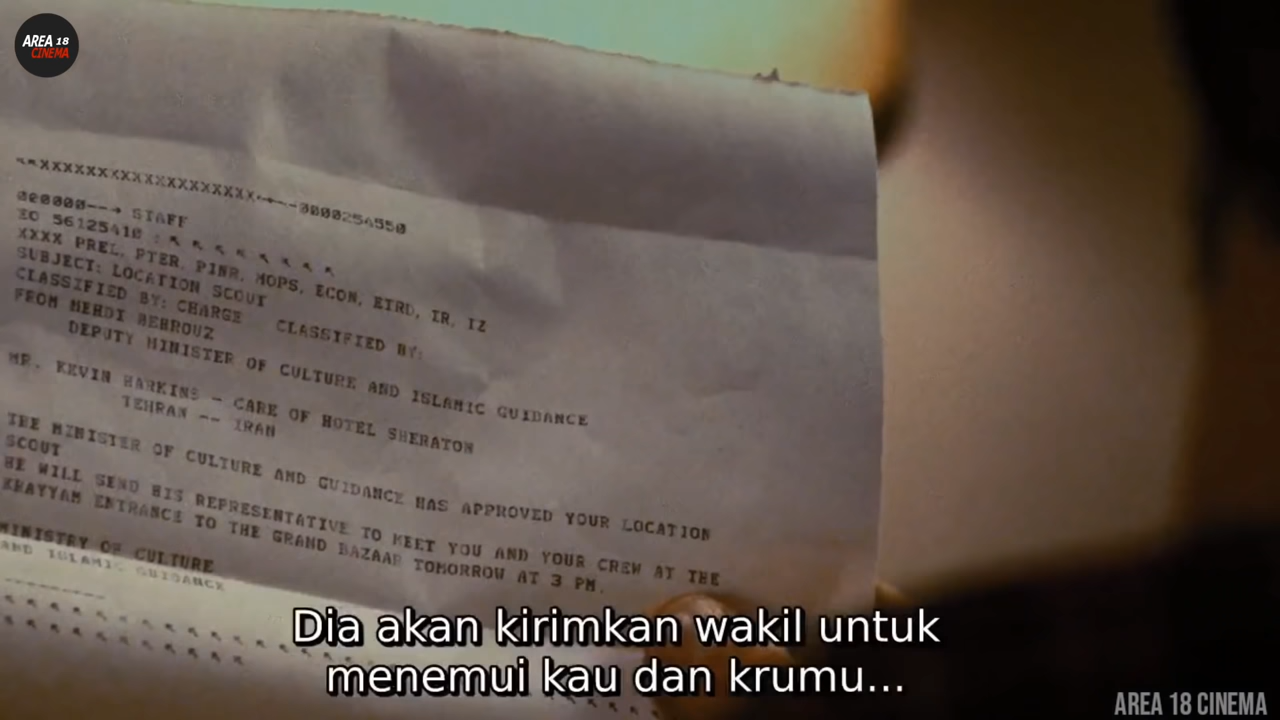 AREA 18
CINEMA
XXXXXXXXXXXXXXXXXXXX
0000254550
000000--→ STAFF
EO 56125410 :
XXXX PREL, PTER, PINR, MOPS, ECON, ETRD, IR, IZ
SUBJECT: LOCATION SCOUT
CLASSIFIED BY: CHARGE CLASSIFIED BY:
FROM MEHDI BEHROUZ
DEPUTY MINISTER OF CULTURE AND ISLAMIC GUIDANCE
MR. KEVIN HARKINS - CARE OF HOTEL SHERATON
TEHRAN -- IRAN
THE MINISTER OF CULTURE AND GUIDANCE HAS APPROVED YOUR LOCATION
SCOUT
HE WILL SEND HIS REPRESENTATIVE TO MEET YOU AND YOUR CREW AT THE
KHAYYAM ENTRANCE TO THE GRAND BAZAAR TOMORROW AT 3 PM.
MINISTRY OF CULTURE
AND ISLAMIC GUIDANCE
Dia akan kirimkan wakil untuk
menemui kau dan krumu...
AREA 18 CINEMA